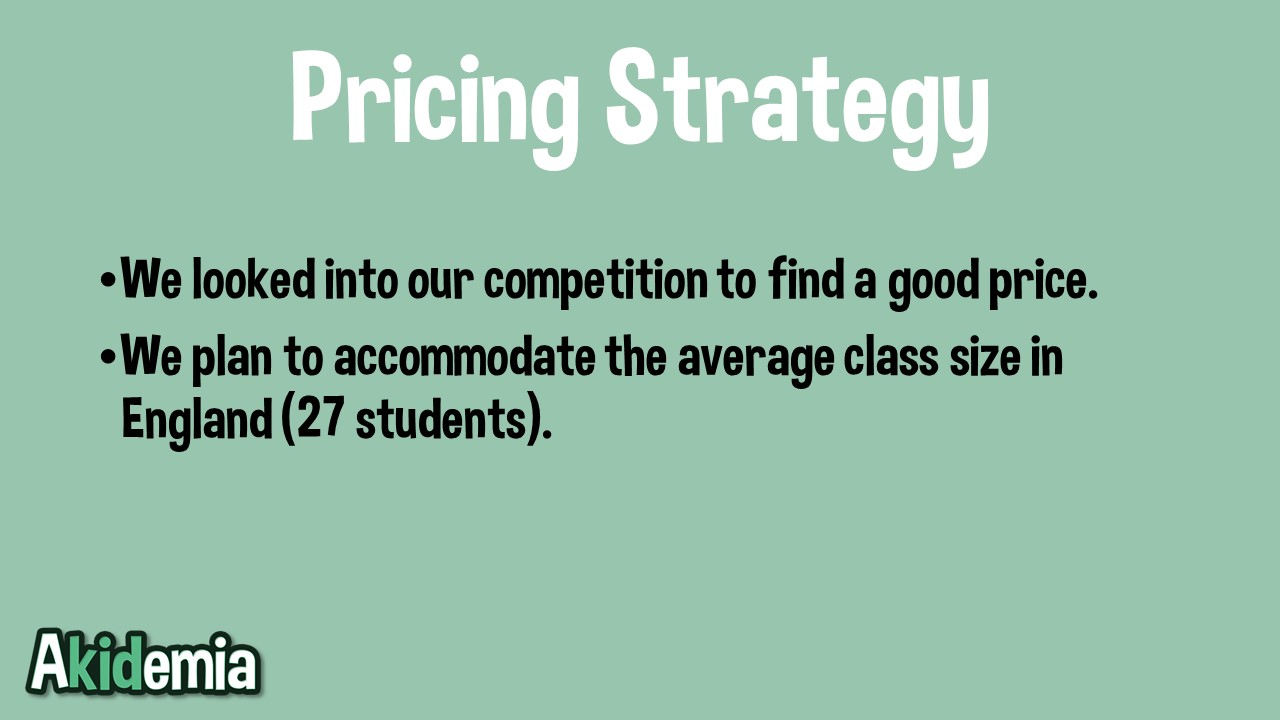 Pricing Strategy
•We looked into our competition to find a good price.
•We plan to accommodate the average class size in
England (27 students).
Akidemia